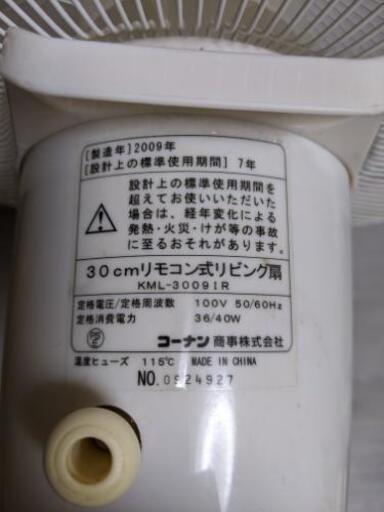 [製造年]2009年
[設計上の標準使用期間] 7年
設計上の標準使用期間を
超えてお使いいただいた
場合は、経年変化による
発熱・火災・けが等の事故
に至るおそれがあります。
30cmリモコン式リビング扇
KML-3009IR
定格電圧/定格周波数 100V 50/60Hz
定格消費電力 36/40W
コーナン 商事株式会社
温度ヒューズ 115℃ MADE IN CHINA
NO.0924927